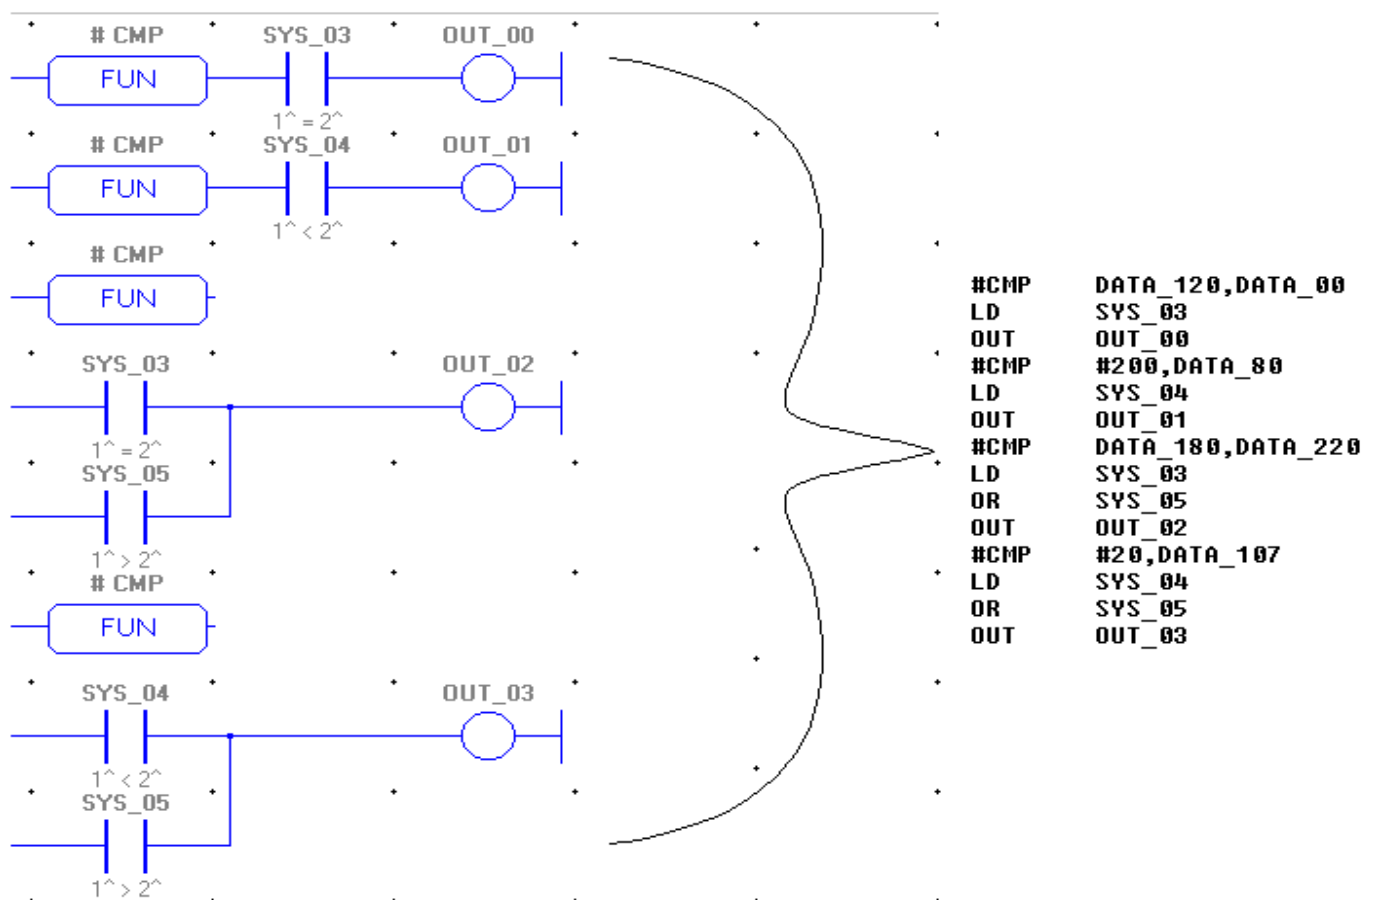 # CMP SYS_03 OUT_00
FUN
1^ = 2^
# CMP SYS_04 OUT_01
FUN
1^ < 2^
# CMP
FUN
SYS_03 OUT_02
1^ = 2^
SYS_05
1^ > 2^
# CMP
FUN
SYS_04 OUT_03
1^ < 2^
SYS_05
1^ > 2^
#CMP DATA_120,DATA_00
LD SYS_03
OUT OUT_00
#CMP #200,DATA_80
LD SYS_04
OUT OUT_01
#CMP DATA_180,DATA_220
LD SYS_03
OR SYS_05
OUT OUT_02
#CMP #20,DATA_107
LD SYS_04
OR SYS_05
OUT OUT_03